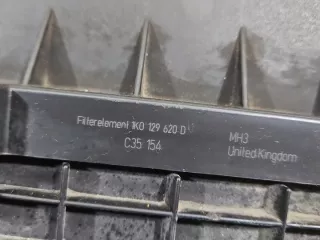 Filterelement 1K0 129 620 D
C35 154
MH3
United Kingdom